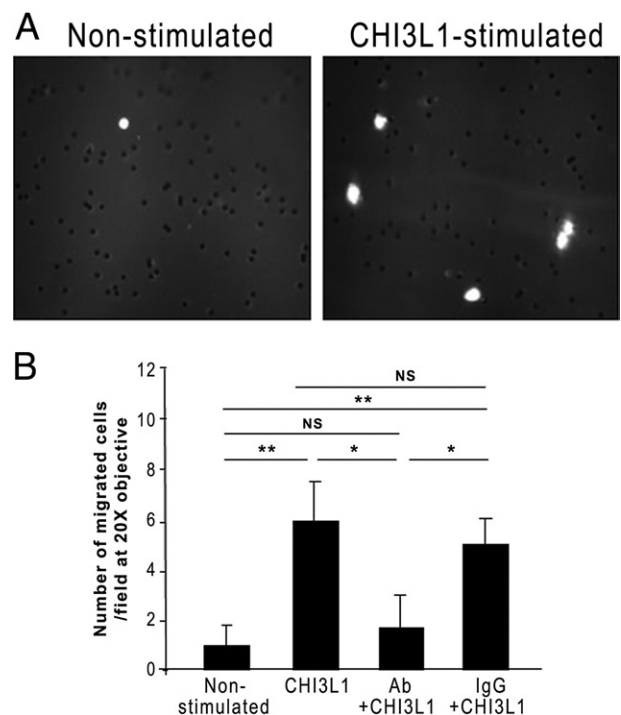 A
Non-stimulated
CHI3L1-stimulated
B
Number of migrated cells
/field at 20X objective
12
10
8
6
4
2
0
NS
**
NS
** * *
Non-
stimulated
CHI3L1
Ab
+CHI3L1
IgG
+CHI3L1